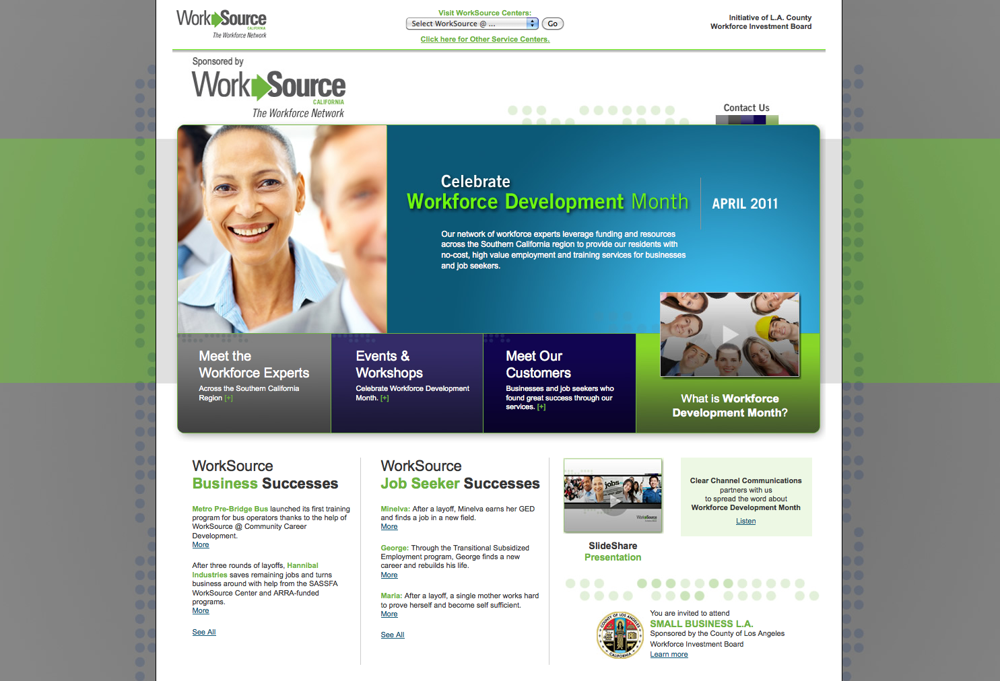 Work Source
CALIFORNIA
The Workforce Network
Visit WorkSource Centers:
Select WorkSource @ ...
Go
Click here for Other Service Centers.
Initiative of L.A. County
Workforce Investment Board
Sponsored by
Work Source
CALIFORNIA
The Workforce Network
Contact Us
Celebrate
Workforce Development Month
APRIL 2011
Our network of workforce experts leverage funding and resources
across the Southern California region to provide our residents with
no-cost, high value employment and training services for businesses
and job seekers.
Meet the
Workforce Experts
Across the Southern California
Region [+]
Events &
Workshops
Celebrate Workforce Development
Month. [+]
Meet Our
Customers
Businesses and job seekers who
found great success through our
services. [+]
What is Workforce
Development Month?
WorkSource
Business Successes
Metro Pre-Bridge Bus launched its first training
program for bus operators thanks to the help of
WorkSource @ Community Career
Development.
More
After three rounds of layoffs, Hannibal
Industries saves remaining jobs and turns
business around with help from the SASSFA
WorkSource Center and ARRA-funded
programs.
More
See All
WorkSource
Job Seeker Successes
Minelva: After a layoff, Minelva earns her GED
and finds a job in a new field.
More
George: Through the Transitional Subsidized
Employment program, George finds a new
career and rebuilds his life.
More
Maria: After a layoff, a single mother works hard
to prove herself and become self sufficient.
More
See All
jobs
WorkSource
SlideShare
Presentation
Clear Channel Communications
partners with us
to spread the word about
Workforce Development Month
Listen
COUNTY OF LOS ANGELES
CALIFORNIA
You are invited to attend
SMALL BUSINESS L.A.
Sponsored by the County of Los Angeles
Workforce Investment Board
Learn more